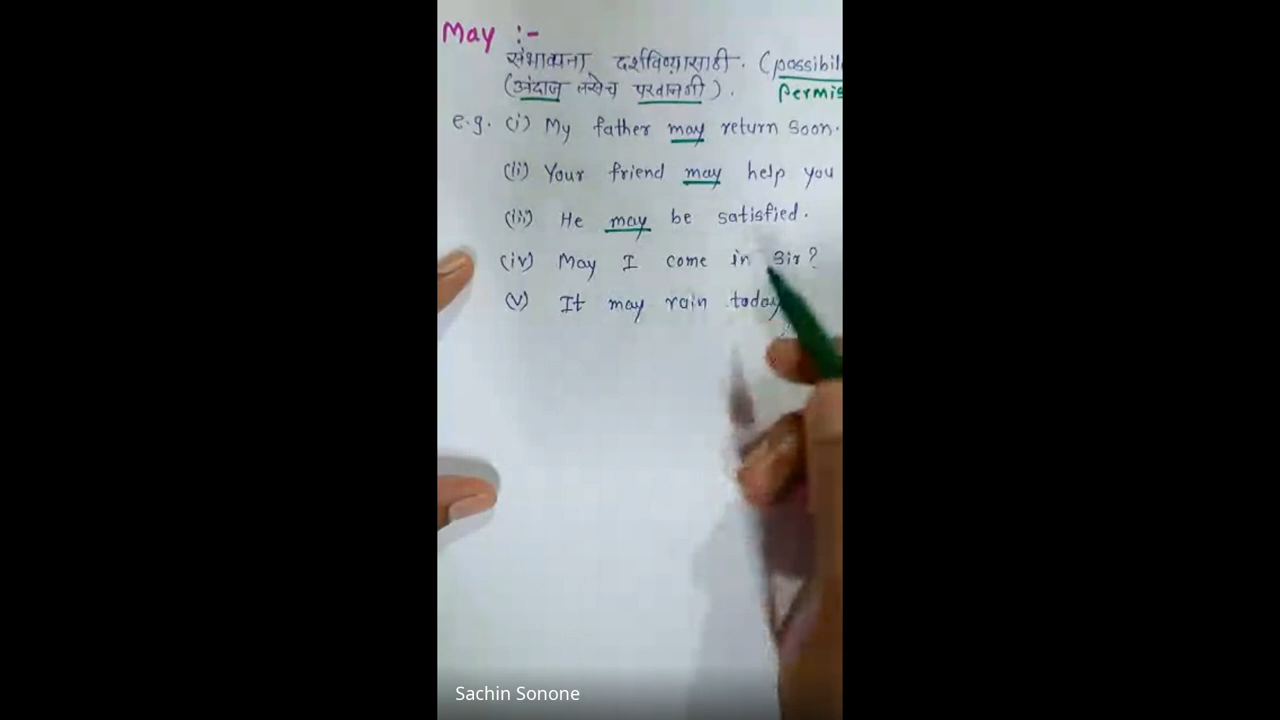 May :-
संभाव्यना दर्शविण्यासाठी. (possibil
(अंदाज तसेच परवानगी). Permis
e.g. (i) My father may return soon.
(ii) Your friend may help you
(iii) He may be satisfied.
(iv) May I come in Sir?
(v) It may rain today
Sachin Sonone